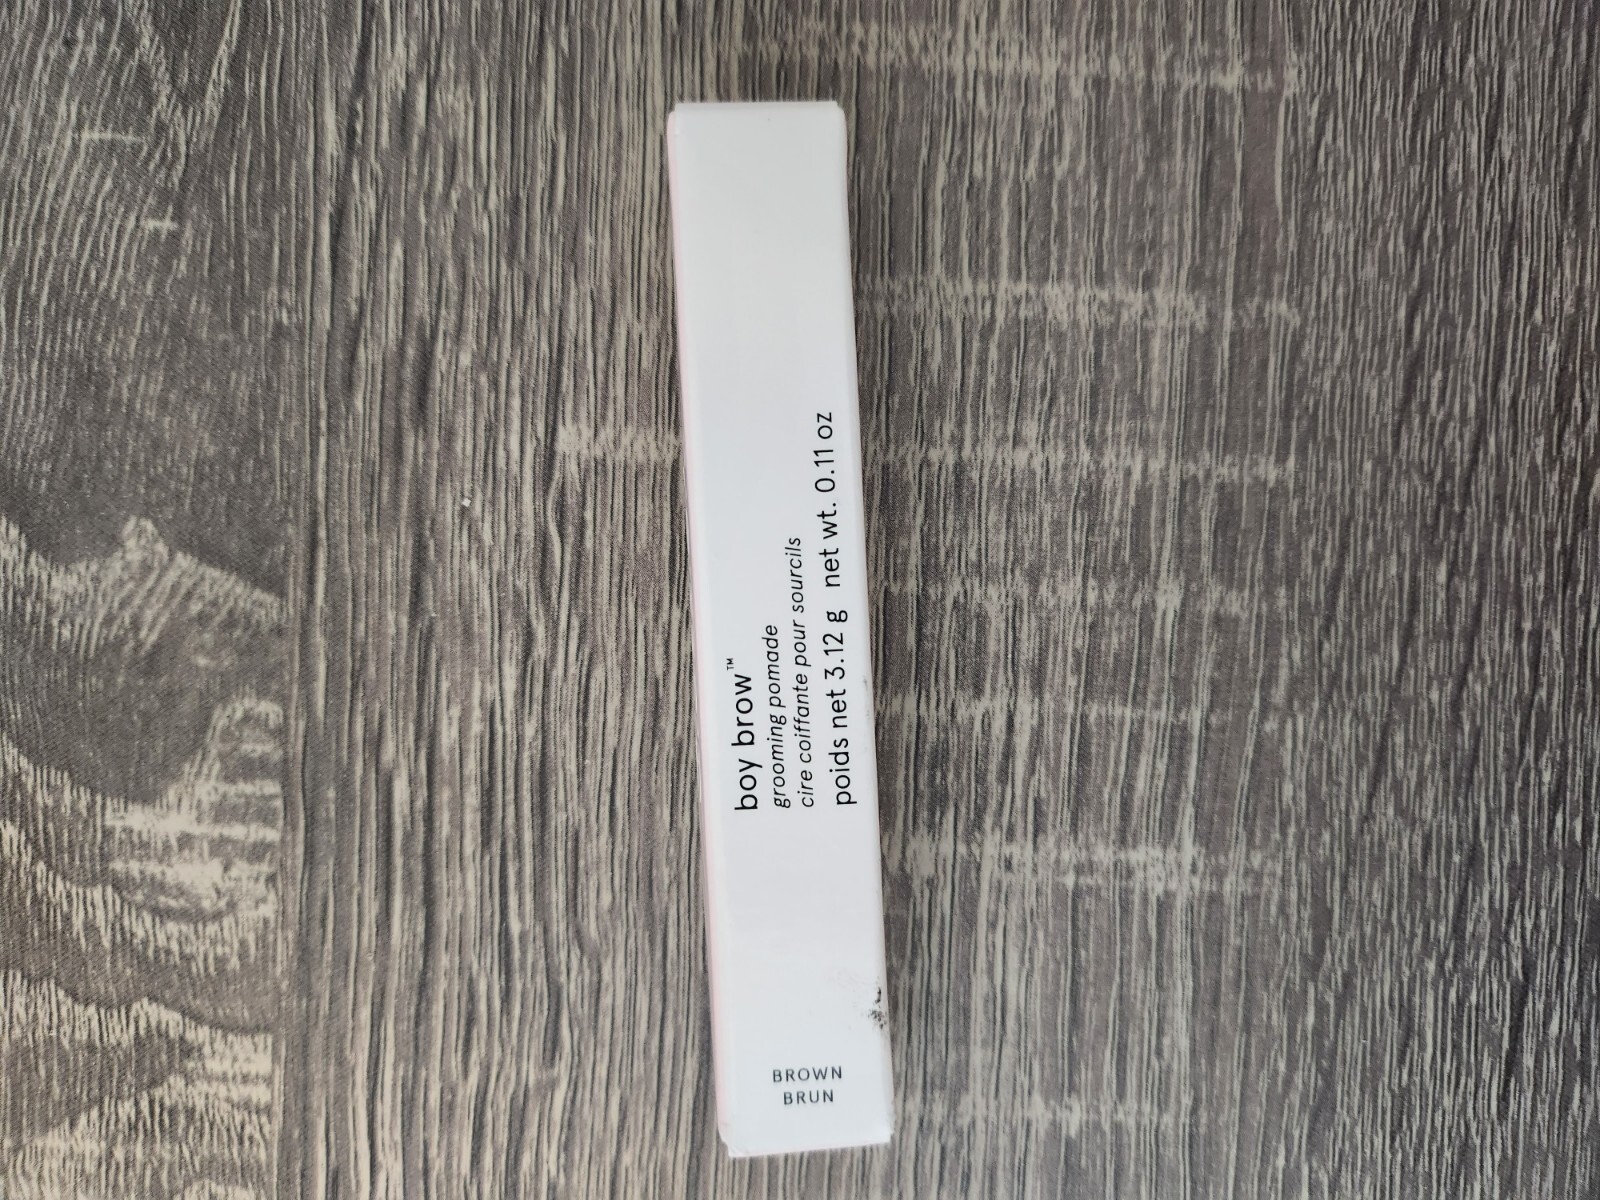 boy brow™
grooming pomade
cire coiffante pour sourcils
poids net 3.12 g net wt. 0.11 oz
BROWN
BRUN